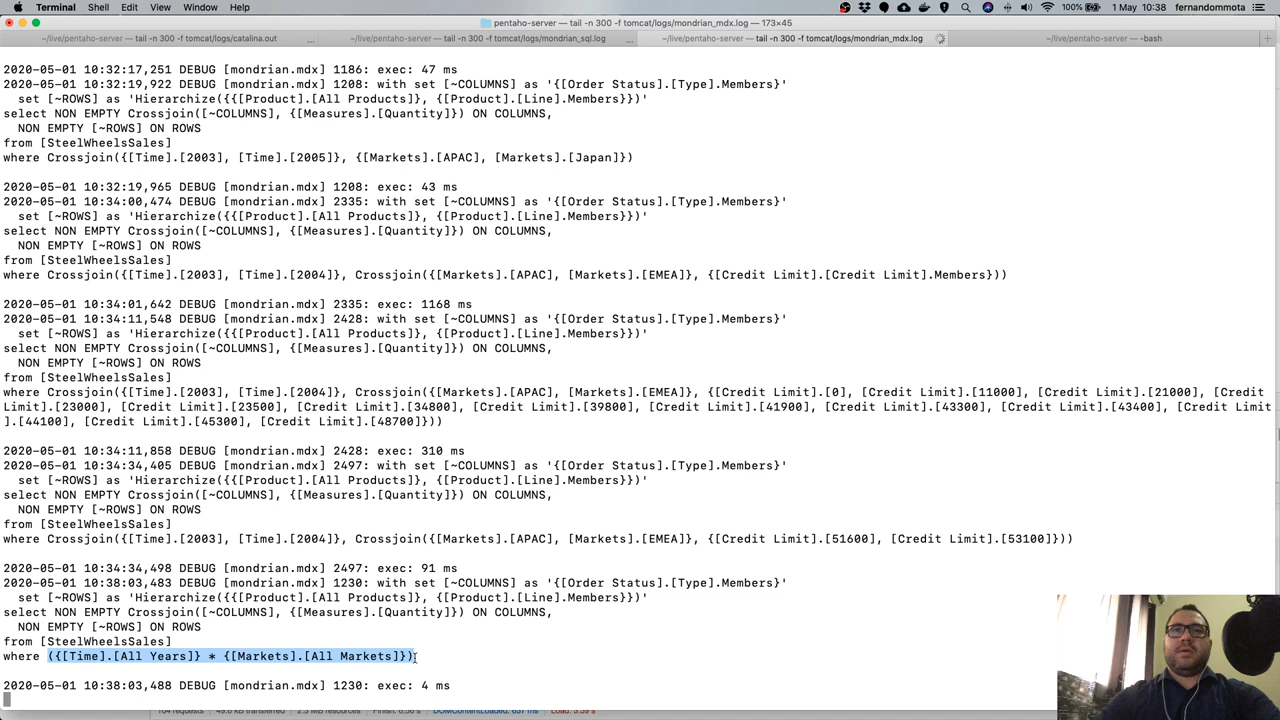 Terminal Shell Edit View Window Help 100% 1 May 10:38 fernandommota
pentaho-server — tail -n 300 -f tomcat/logs/mondrian_mdx.log — 173×45
~/live/pentaho-server — tail -n 300 -f tomcat/logs/catalina.out ... ~/live/pentaho-server — tail -n 300 -f tomcat/logs/mondrian_sql.log ... ~/live/pentaho-server — tail -n 300 -f tomcat/logs/mondrian_mdx.log ~/live/pentaho-server — -bash +
2020-05-01 10:32:17,251 DEBUG [mondrian.mdx] 1186: exec: 47 ms
2020-05-01 10:32:19,922 DEBUG [mondrian.mdx] 1208: with set [~COLUMNS] as '{[Order Status].[Type].Members}'
set [~ROWS] as 'Hierarchize({{[Product].[All Products]}, {[Product].[Line].Members}})'
select NON EMPTY Crossjoin([~COLUMNS], {[Measures].[Quantity]}) ON COLUMNS,
NON EMPTY [~ROWS] ON ROWS
from [SteelWheelsSales]
where Crossjoin({[Time].[2003], [Time].[2005]}, {[Markets].[APAC], [Markets].[Japan]})
2020-05-01 10:32:19,965 DEBUG [mondrian.mdx] 1208: exec: 43 ms
2020-05-01 10:34:00,474 DEBUG [mondrian.mdx] 2335: with set [~COLUMNS] as '{[Order Status].[Type].Members}'
set [~ROWS] as 'Hierarchize({{[Product].[All Products]}, {[Product].[Line].Members}})'
select NON EMPTY Crossjoin([~COLUMNS], {[Measures].[Quantity]}) ON COLUMNS,
NON EMPTY [~ROWS] ON ROWS
from [SteelWheelsSales]
where Crossjoin({[Time].[2003], [Time].[2004]}, Crossjoin({[Markets].[APAC], [Markets].[EMEA]}, {[Credit Limit].[Credit Limit].Members}))
2020-05-01 10:34:01,642 DEBUG [mondrian.mdx] 2335: exec: 1168 ms
2020-05-01 10:34:11,548 DEBUG [mondrian.mdx] 2428: with set [~COLUMNS] as '{[Order Status].[Type].Members}'
set [~ROWS] as 'Hierarchize({{[Product].[All Products]}, {[Product].[Line].Members}})'
select NON EMPTY Crossjoin([~COLUMNS], {[Measures].[Quantity]}) ON COLUMNS,
NON EMPTY [~ROWS] ON ROWS
from [SteelWheelsSales]
where Crossjoin({[Time].[2003], [Time].[2004]}, Crossjoin({[Markets].[APAC], [Markets].[EMEA]}, {[Credit Limit].[0], [Credit Limit].[11000], [Credit Limit].[21000], [Credit
Limit].[23000], [Credit Limit].[23500], [Credit Limit].[34800], [Credit Limit].[39800], [Credit Limit].[41900], [Credit Limit].[43300], [Credit Limit].[43400], [Credit Limit
].[44100], [Credit Limit].[45300], [Credit Limit].[48700]}))
2020-05-01 10:34:11,858 DEBUG [mondrian.mdx] 2428: exec: 310 ms
2020-05-01 10:34:34,405 DEBUG [mondrian.mdx] 2497: with set [~COLUMNS] as '{[Order Status].[Type].Members}'
set [~ROWS] as 'Hierarchize({{[Product].[All Products]}, {[Product].[Line].Members}})'
select NON EMPTY Crossjoin([~COLUMNS], {[Measures].[Quantity]}) ON COLUMNS,
NON EMPTY [~ROWS] ON ROWS
from [SteelWheelsSales]
where Crossjoin({[Time].[2003], [Time].[2004]}, Crossjoin({[Markets].[APAC], [Markets].[EMEA]}, {[Credit Limit].[51600], [Credit Limit].[53100]}))
2020-05-01 10:34:34,498 DEBUG [mondrian.mdx] 2497: exec: 91 ms
2020-05-01 10:38:03,483 DEBUG [mondrian.mdx] 1230: with set [~COLUMNS] as '{[Order Status].[Type].Members}'
set [~ROWS] as 'Hierarchize({{[Product].[All Products]}, {[Product].[Line].Members}})'
select NON EMPTY Crossjoin([~COLUMNS], {[Measures].[Quantity]}) ON COLUMNS,
NON EMPTY [~ROWS] ON ROWS
from [SteelWheelsSales]
where ({[Time].[All Years]} * {[Markets].[All Markets]})
2020-05-01 10:38:03,488 DEBUG [mondrian.mdx] 1230: exec: 4 ms